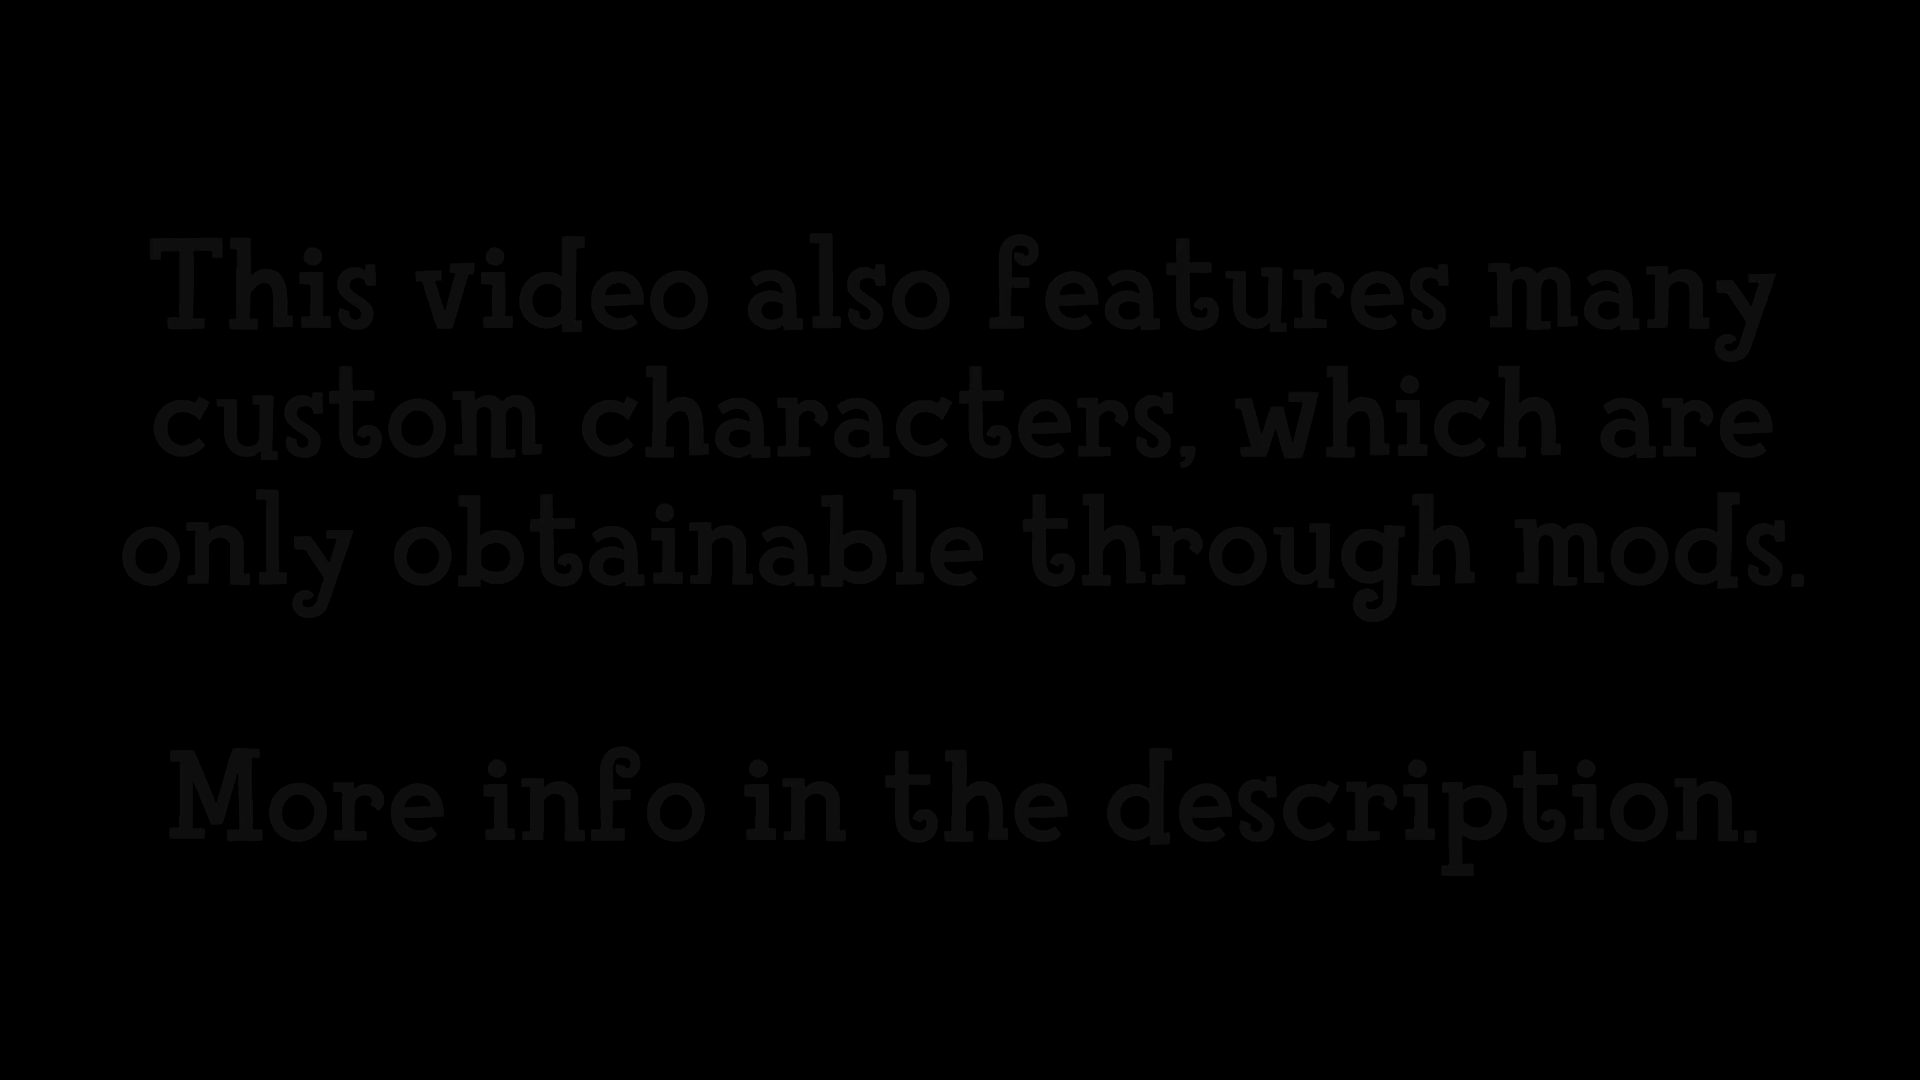 This video also features many
custom characters, which are
only obtainable through mods.
More info in the description.